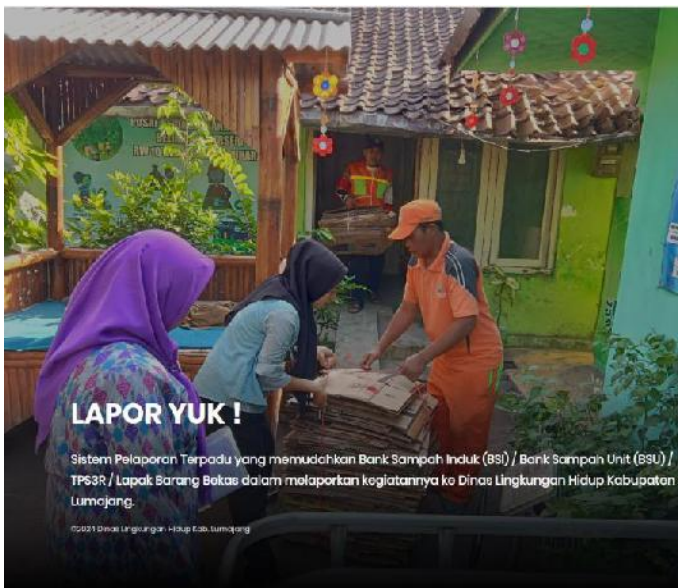 LAPOR YUK !
Sistem Pelaporan Terpadu yang memudahkan Bank Sampah Induk (BSI) / Bank Sampah Unit (BSU) /
TPS3R / Lapak Barang Bekas dalam melaporkan kegiatannya ke Dinas Lingkungan Hidup Kabupaten
Lumajang.
©2024 Dinas Lingkungan Hidup Kab. Lumajang